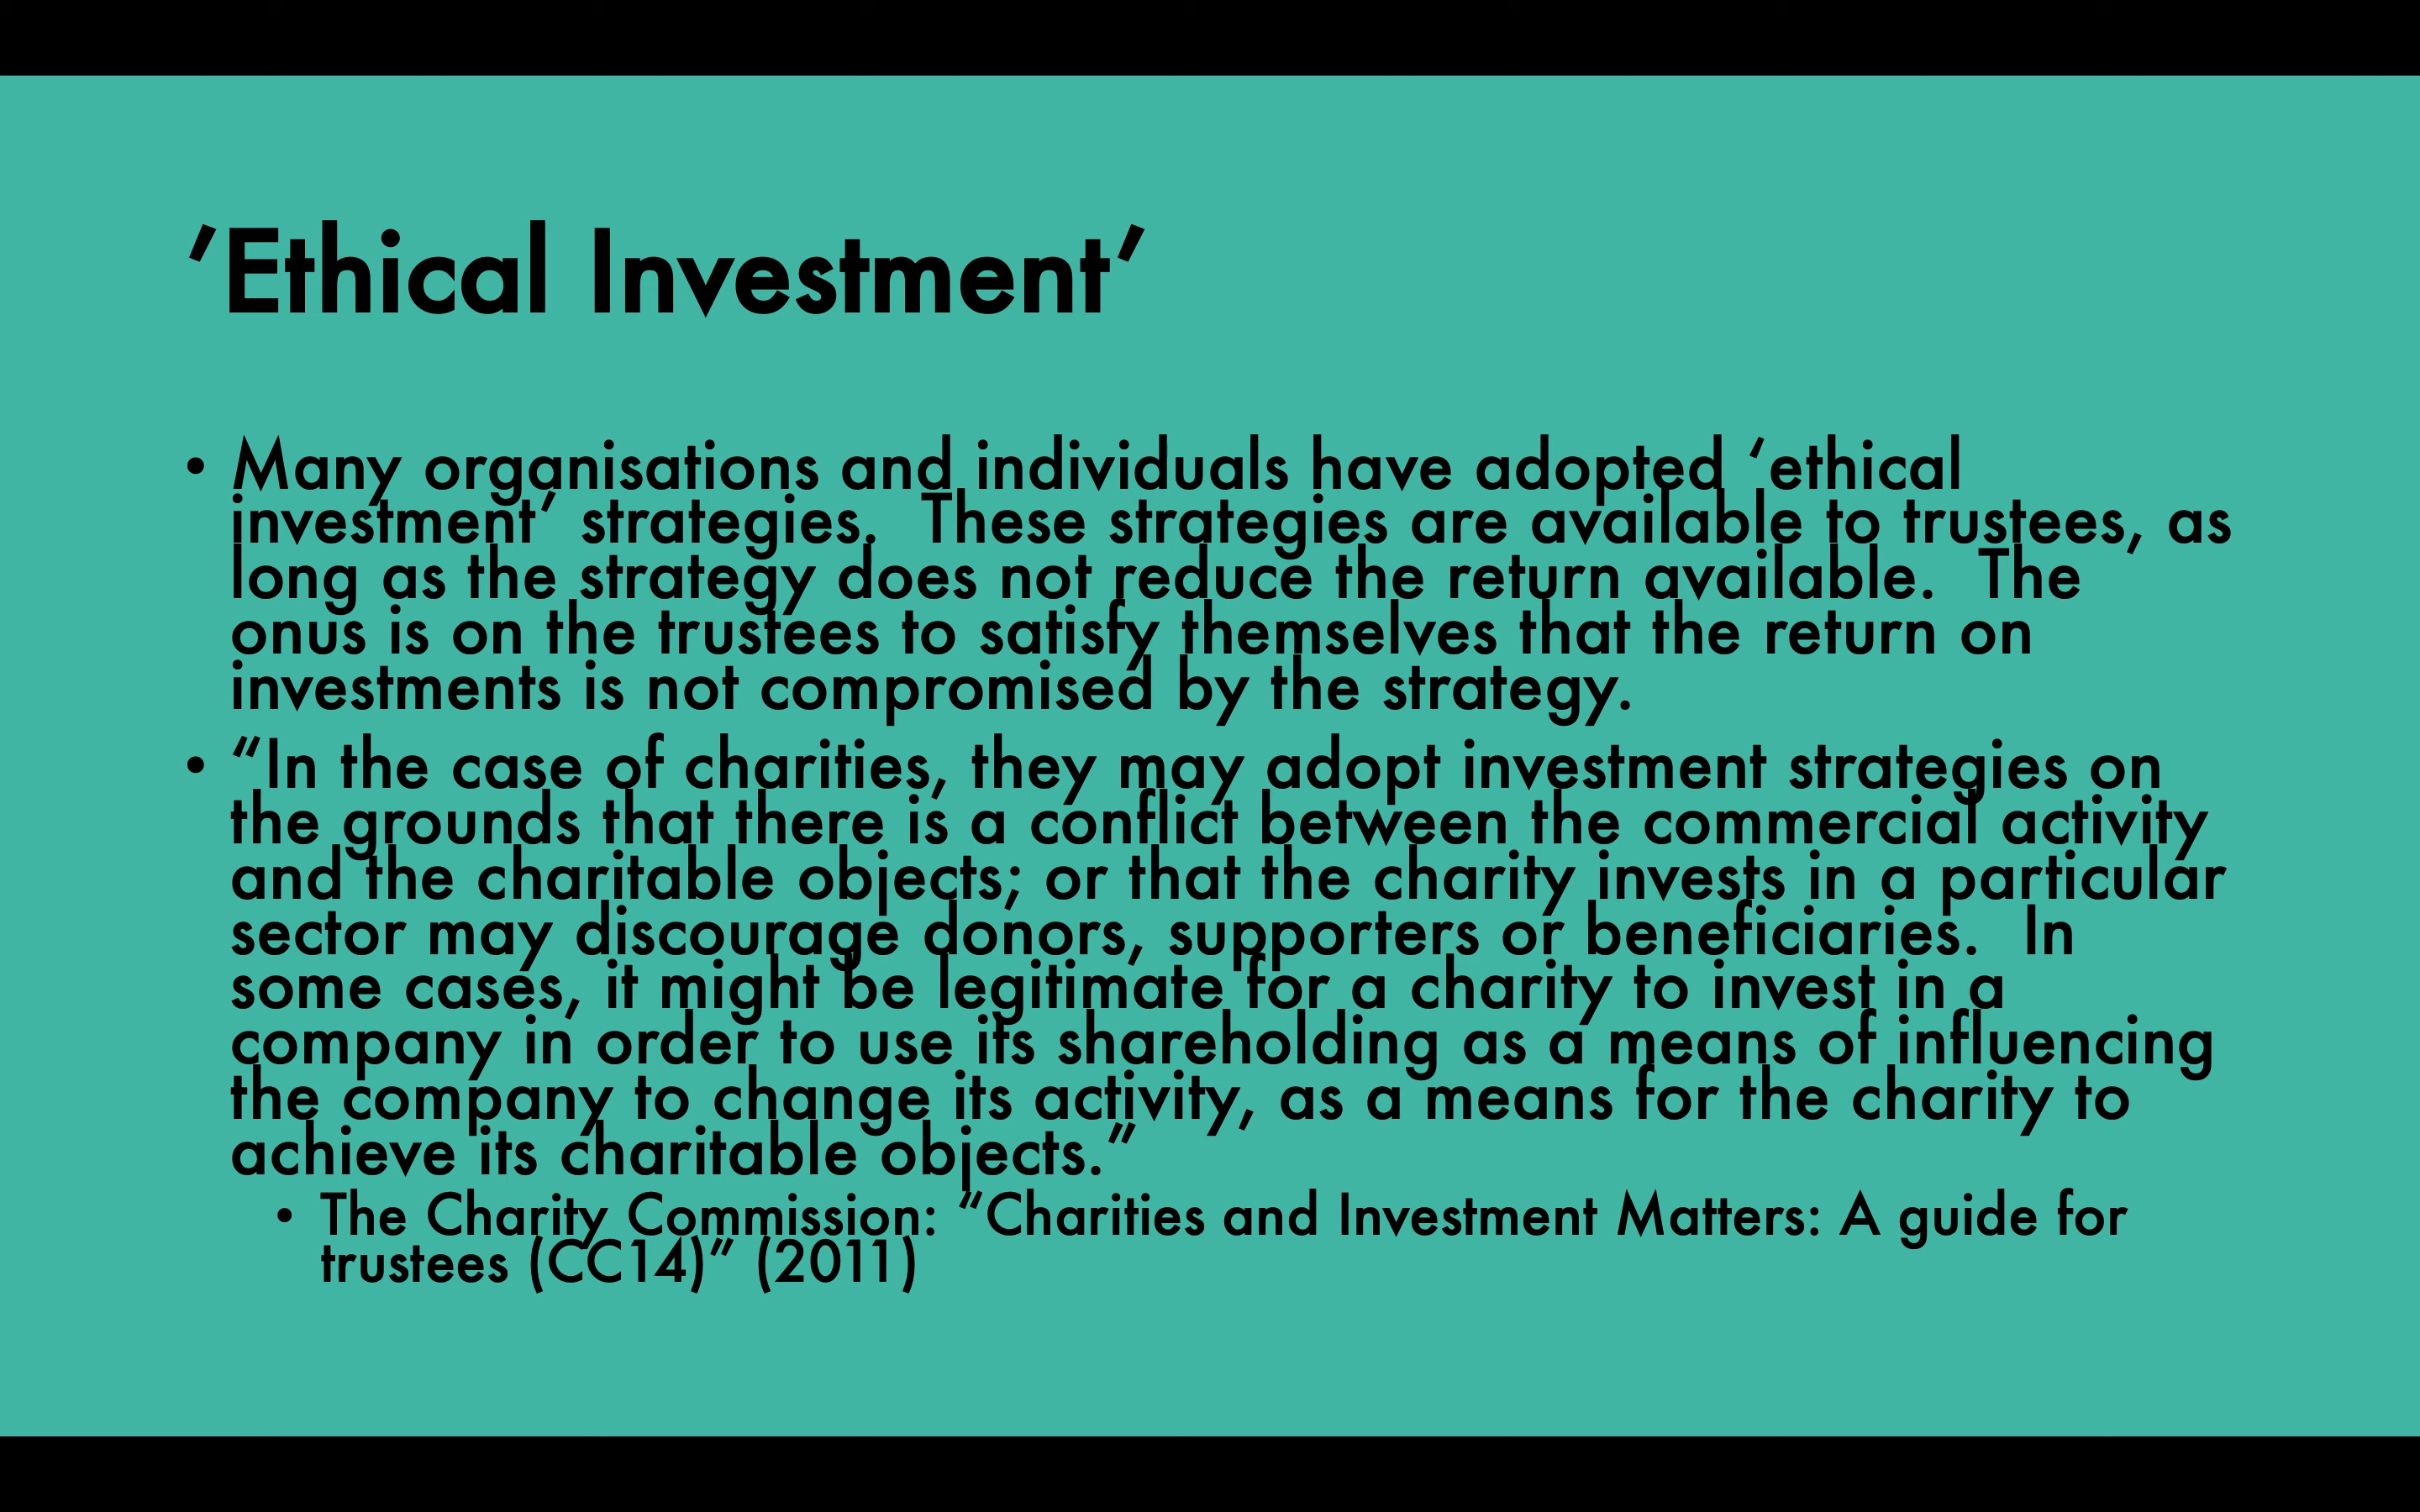 ’Ethical Investment’
• Many organisations and individuals have adopted ‘ethical
investment’ strategies.  These strategies are available to trustees, as
long as the strategy does not reduce the return available.  The
onus is on the trustees to satisfy themselves that the return on
investments is not compromised by the strategy.
• “In the case of charities, they may adopt investment strategies on
the grounds that there is a conflict between the commercial activity
and the charitable objects; or that the charity invests in a particular
sector may discourage donors, supporters or beneficiaries.  In
some cases, it might be legitimate for a charity to invest in a
company in order to use its shareholding as a means of influencing
the company to change its activity, as a means for the charity to
achieve its charitable objects.”
• The Charity Commission: “Charities and Investment Matters: A guide for
trustees (CC14)” (2011)